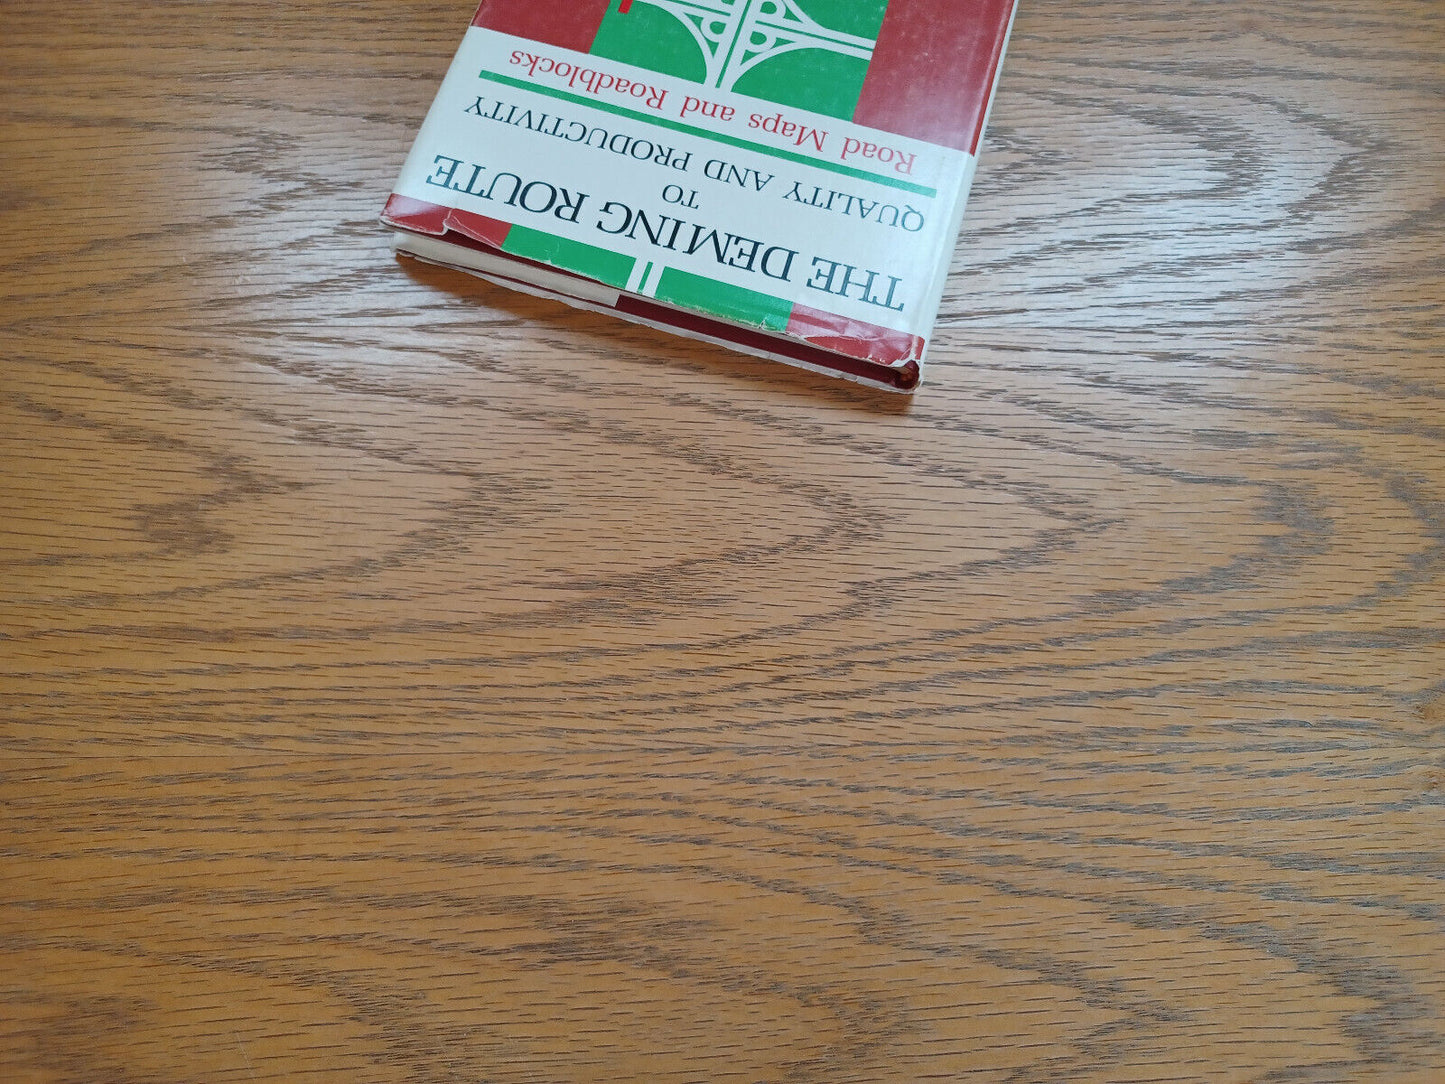 THE DEMING ROUTE
TO
QUALITY AND PRODUCTIVITY
Road Maps and Roadblocks